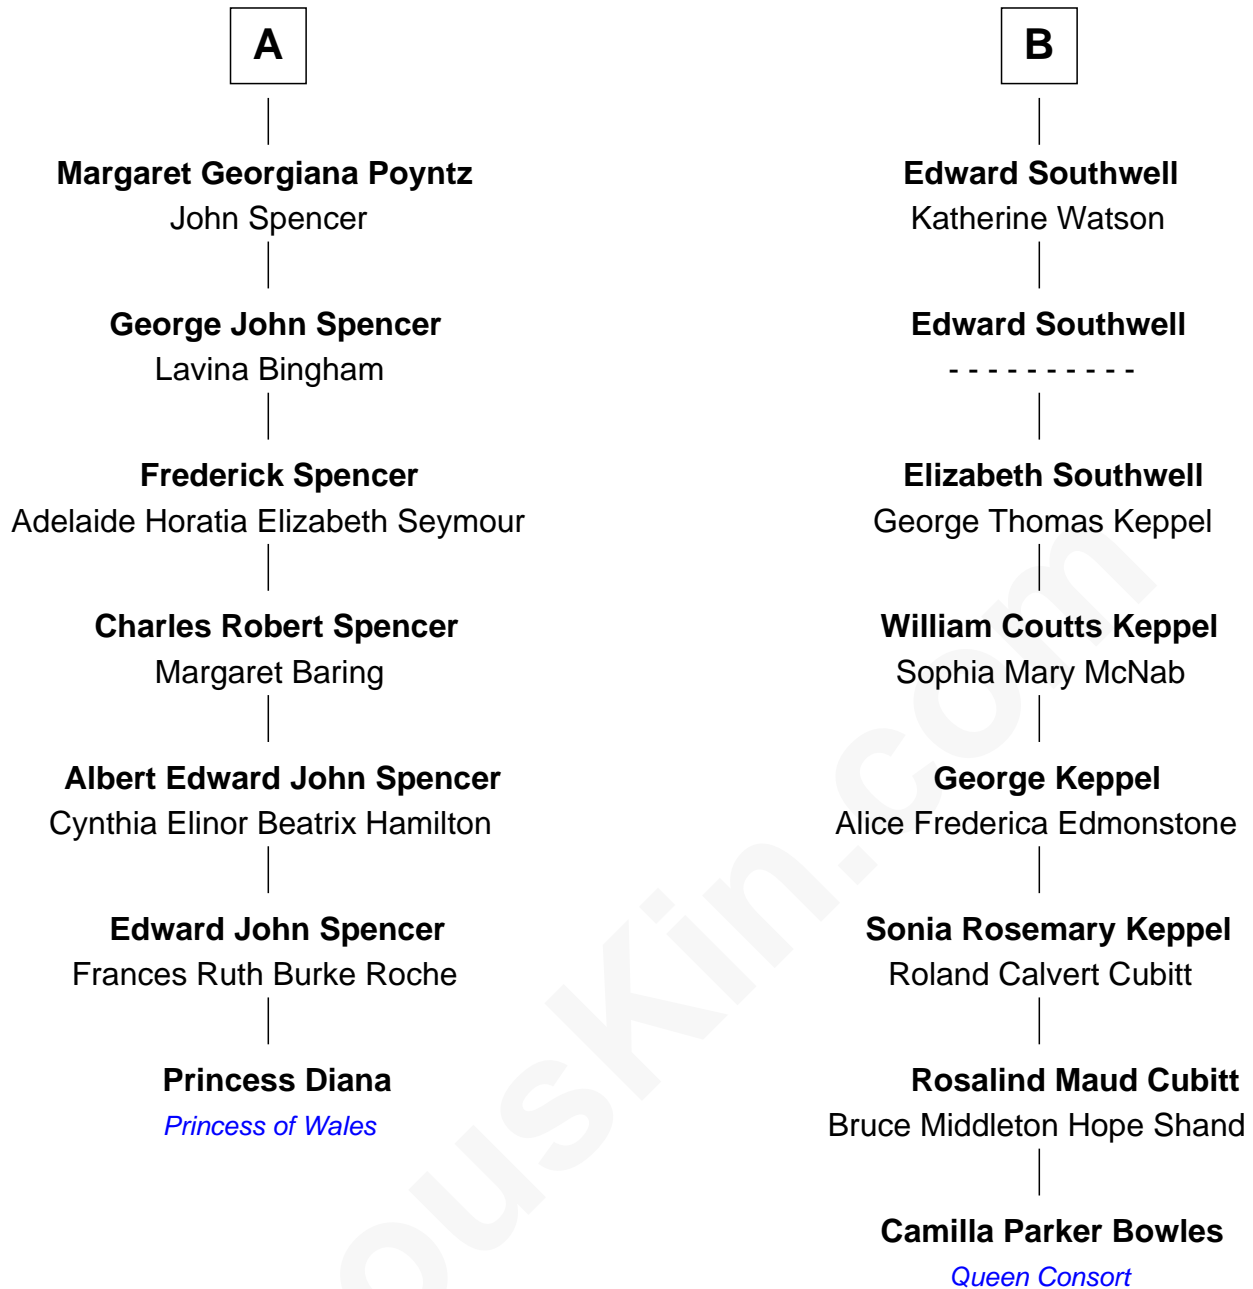 A
Margaret Georgiana Poyntz
John Spencer
George John Spencer
Lavina Bingham
Frederick Spencer
Adelaide Horatia Elizabeth Seymour
Charles Robert Spencer
Margaret Baring
Albert Edward John Spencer
Cynthia Elinor Beatrix Hamilton
Edward John Spencer
Frances Ruth Burke Roche
Princess Diana
Princess of Wales
B
Edward Southwell
Katherine Watson
Edward Southwell
- - - - - - - - - -
Elizabeth Southwell
George Thomas Keppel
William Coutts Keppel
Sophia Mary McNab
George Keppel
Alice Frederica Edmonstone
Sonia Rosemary Keppel
Roland Calvert Cubitt
Rosalind Maud Cubitt
Bruce Middleton Hope Shand
Camilla Parker Bowles
Queen Consort
ousKin.com